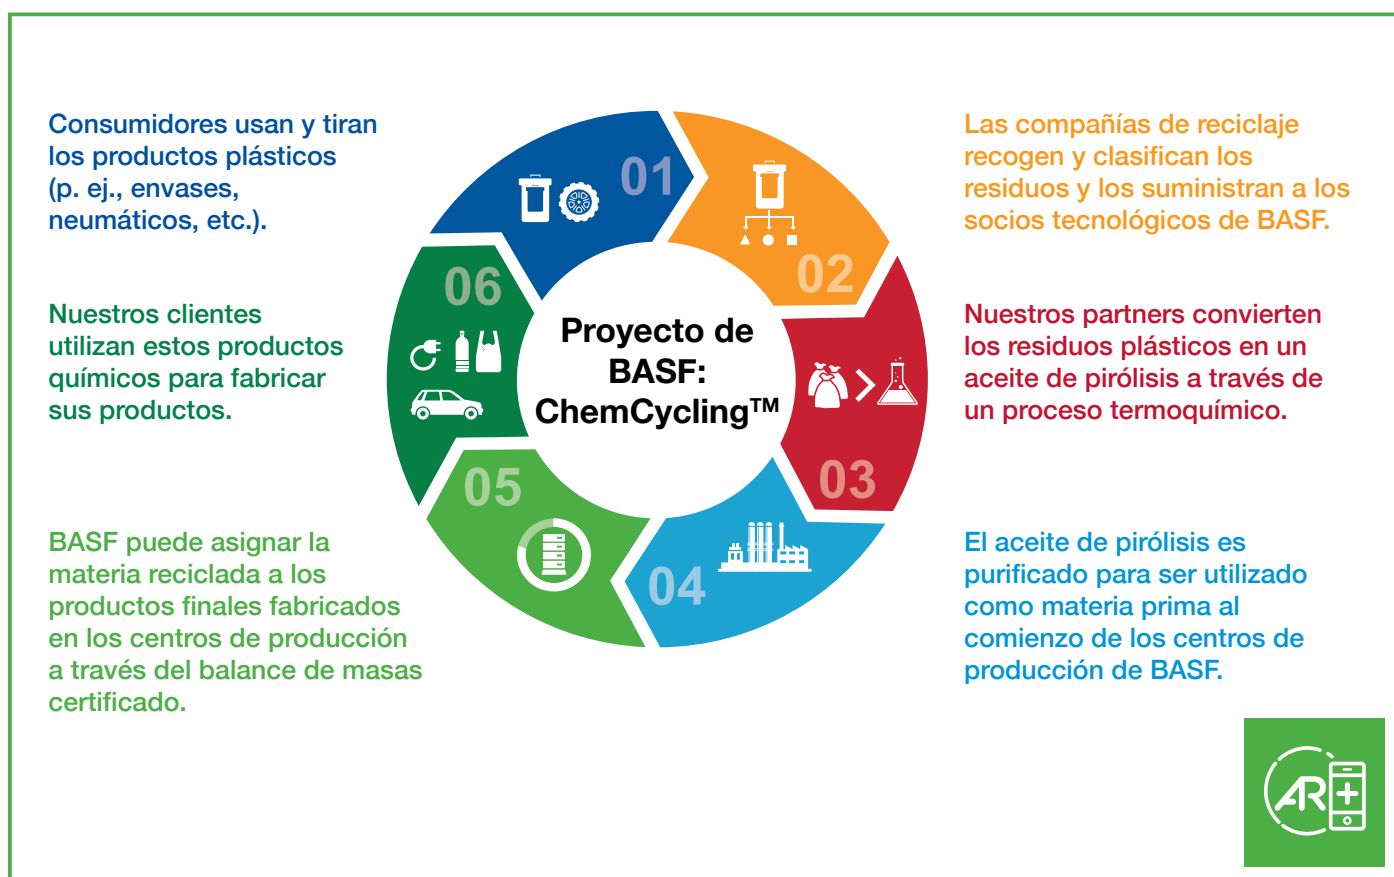 Consumidores usan y tiran
los productos plásticos
(p. ej., envases,
neumáticos, etc.).
01
Las compañías de reciclaje
recogen y clasifican los
residuos y los suministran a los
socios tecnológicos de BASF.
02
Nuestros clientes
utilizan estos productos
químicos para fabricar
sus productos.
06
Proyecto de
BASF:
ChemCycling™
Nuestros partners convierten
los residuos plásticos en un
aceite de pirólisis a través de
un proceso termoquímico.
03
BASF puede asignar la
materia reciclada a los
productos finales fabricados
en los centros de producción
a través del balance de masas
certificado.
05
04
El aceite de pirólisis es
purificado para ser utilizado
como materia prima al
comienzo de los centros de
producción de BASF.
AR+